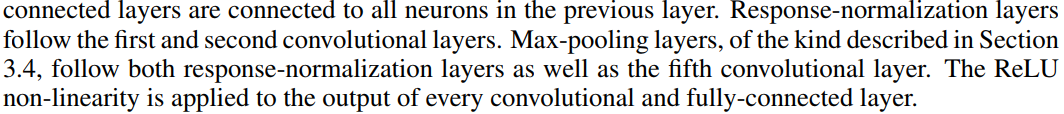 connected layers are connected to all neurons in the previous layer. Response-normalization layers
follow the first and second convolutional layers. Max-pooling layers, of the kind described in Section
3.4, follow both response-normalization layers as well as the fifth convolutional layer. The ReLU
non-linearity is applied to the output of every convolutional and fully-connected layer.